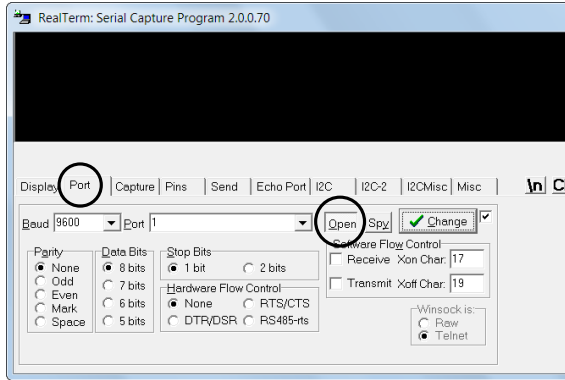 RealTerm: Serial Capture Program 2.0.0.70
Display Port Capture Pins Send Echo Port I2C I2C-2 I2CMisc Misc \n
Baud 9600 Port 1 Open Spy Change
Parity Data Bits Stop Bits Software Flow Control
None 8 bits 1 bit 2 bits Receive Xon Char: 17
Odd 7 bits Hardware Flow Control Transmit Xoff Char: 19
Even 6 bits None RTS/CTS
Mark 5 bits DTR/DSR RS485-rts
Space
Winsock is:
Raw
Telnet